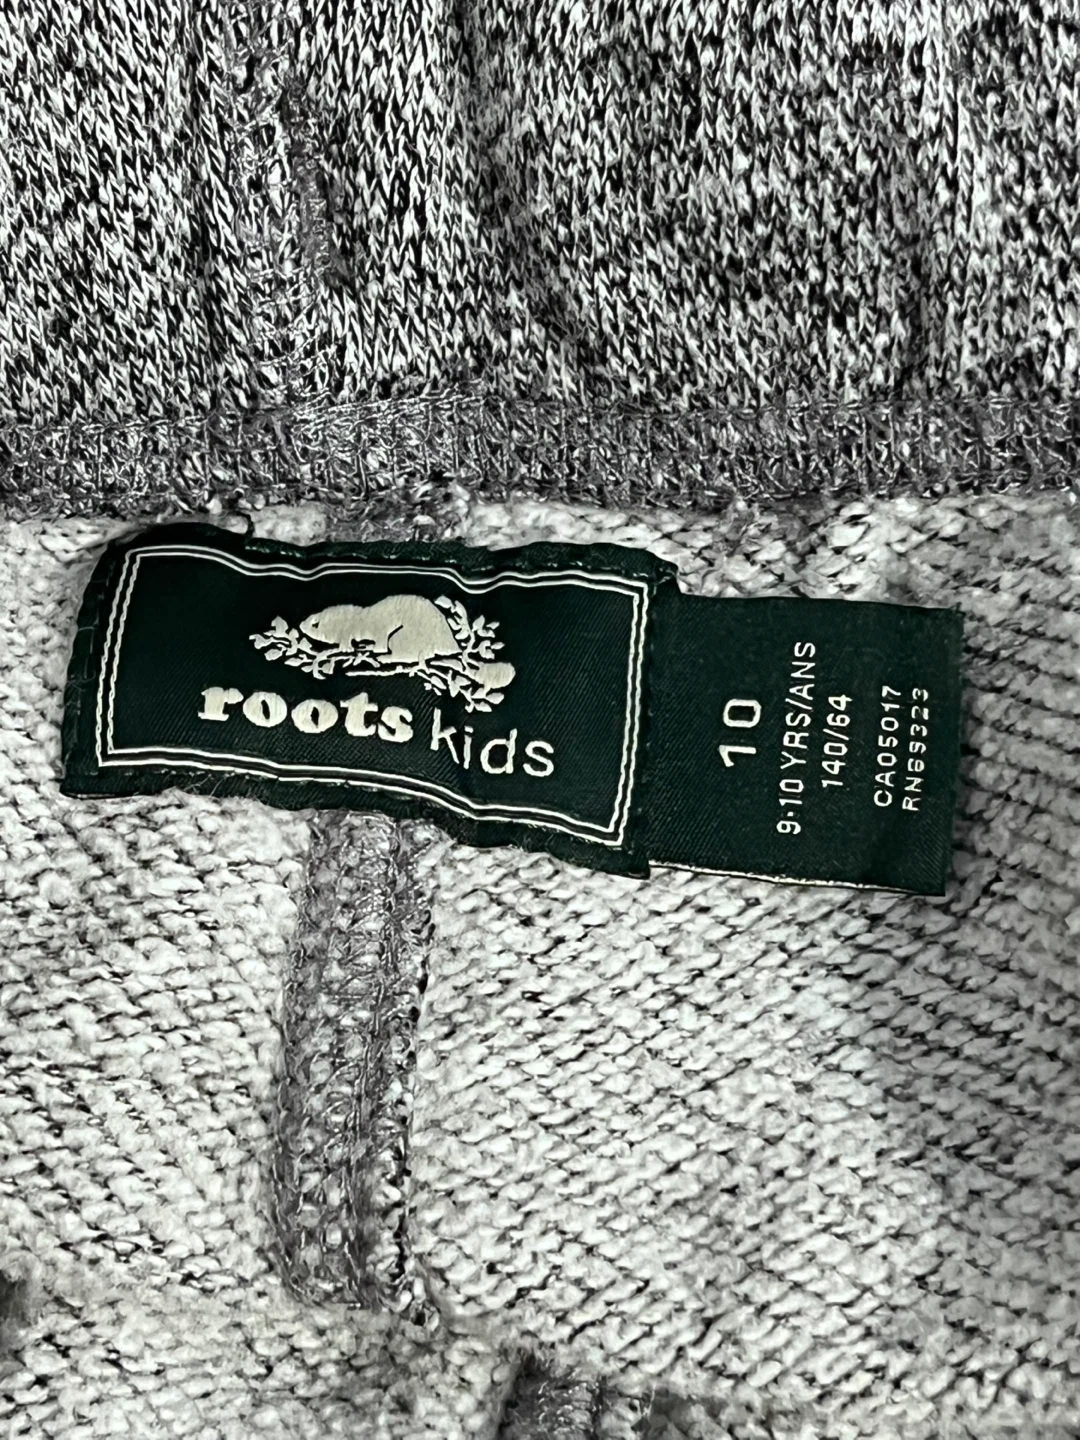 roots kids
10
9-10 YRS/ANS
140/64
CA05017
RN69323